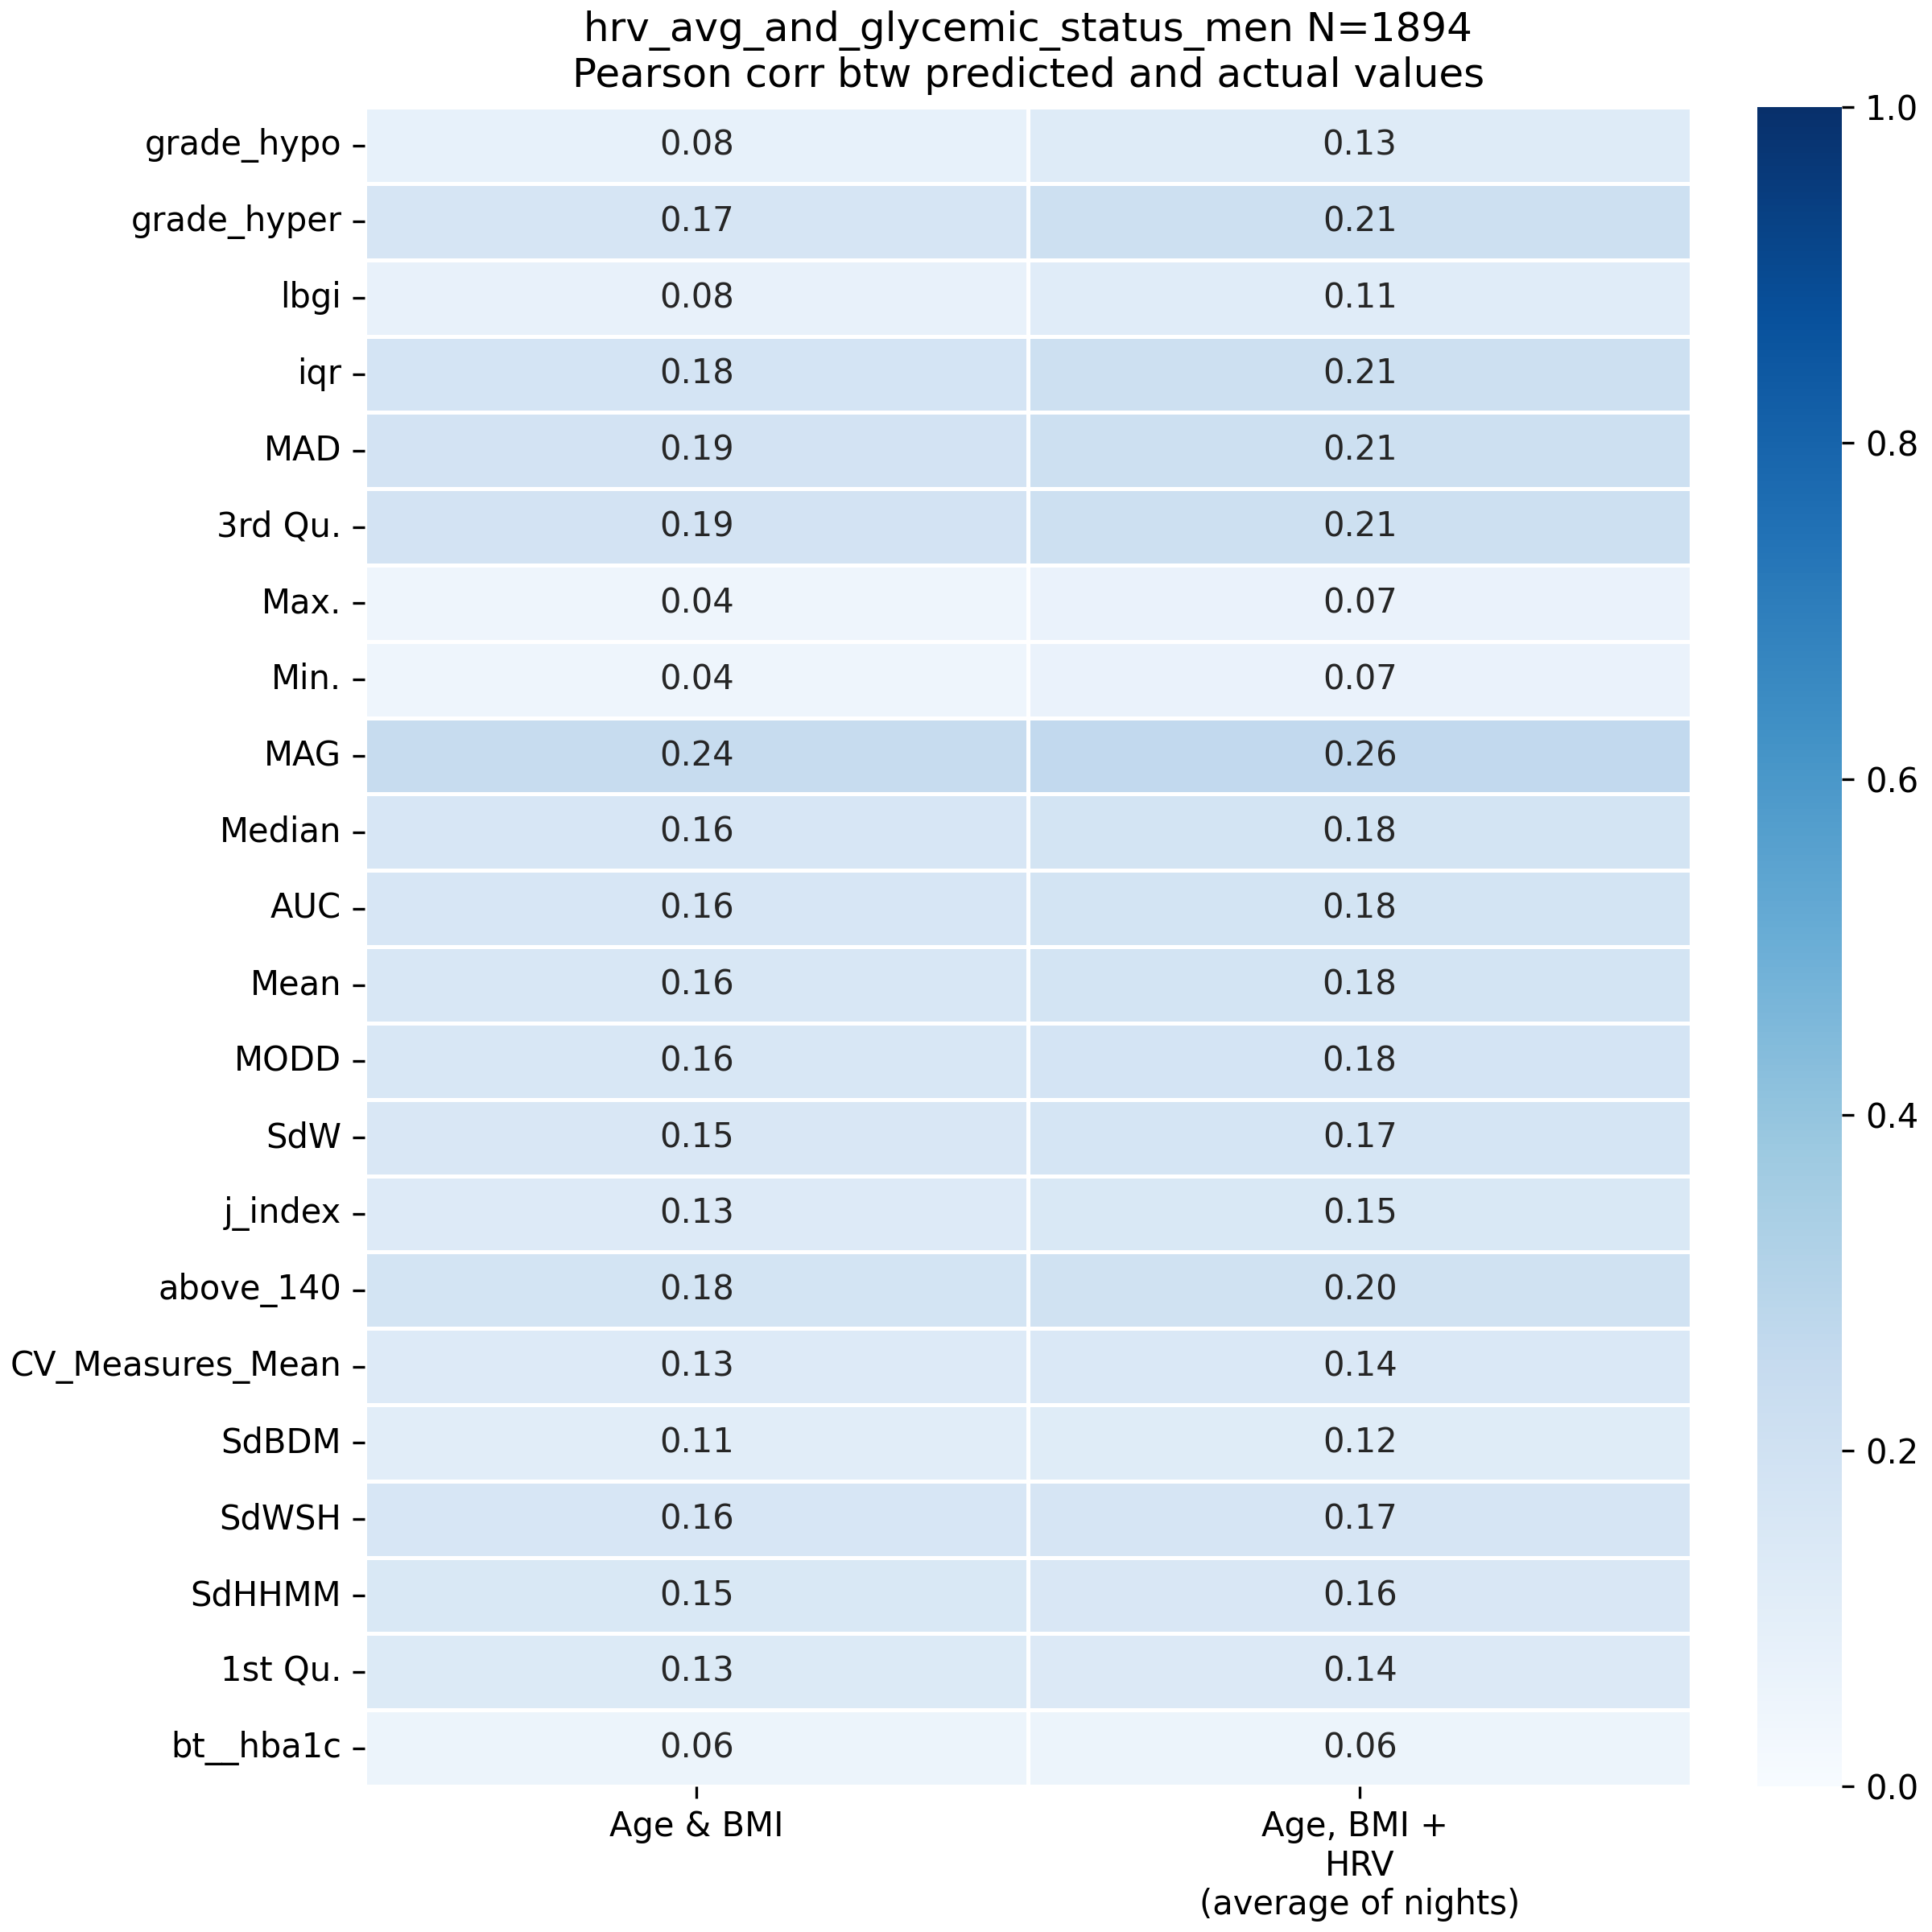 hrv_avg_and_glycemic_status_men N=1894
Pearson corr btw predicted and actual values
grade_hypo 0.08 0.13
grade_hyper 0.17 0.21
lbgi 0.08 0.11
iqr 0.18 0.21
MAD 0.19 0.21
3rd Qu. 0.19 0.21
Max. 0.04 0.07
Min. 0.04 0.07
MAG 0.24 0.26
Median 0.16 0.18
AUC 0.16 0.18
Mean 0.16 0.18
MODD 0.16 0.18
SdW 0.15 0.17
j_index 0.13 0.15
above_140 0.18 0.20
CV_Measures_Mean 0.13 0.14
SdBDM 0.11 0.12
SdWSH 0.16 0.17
SdHHMM 0.15 0.16
1st Qu. 0.13 0.14
bt__hba1c 0.06 0.06
Age & BMI
Age, BMI +
HRV
(average of nights)
1.0
0.8
0.6
0.4
0.2
0.0